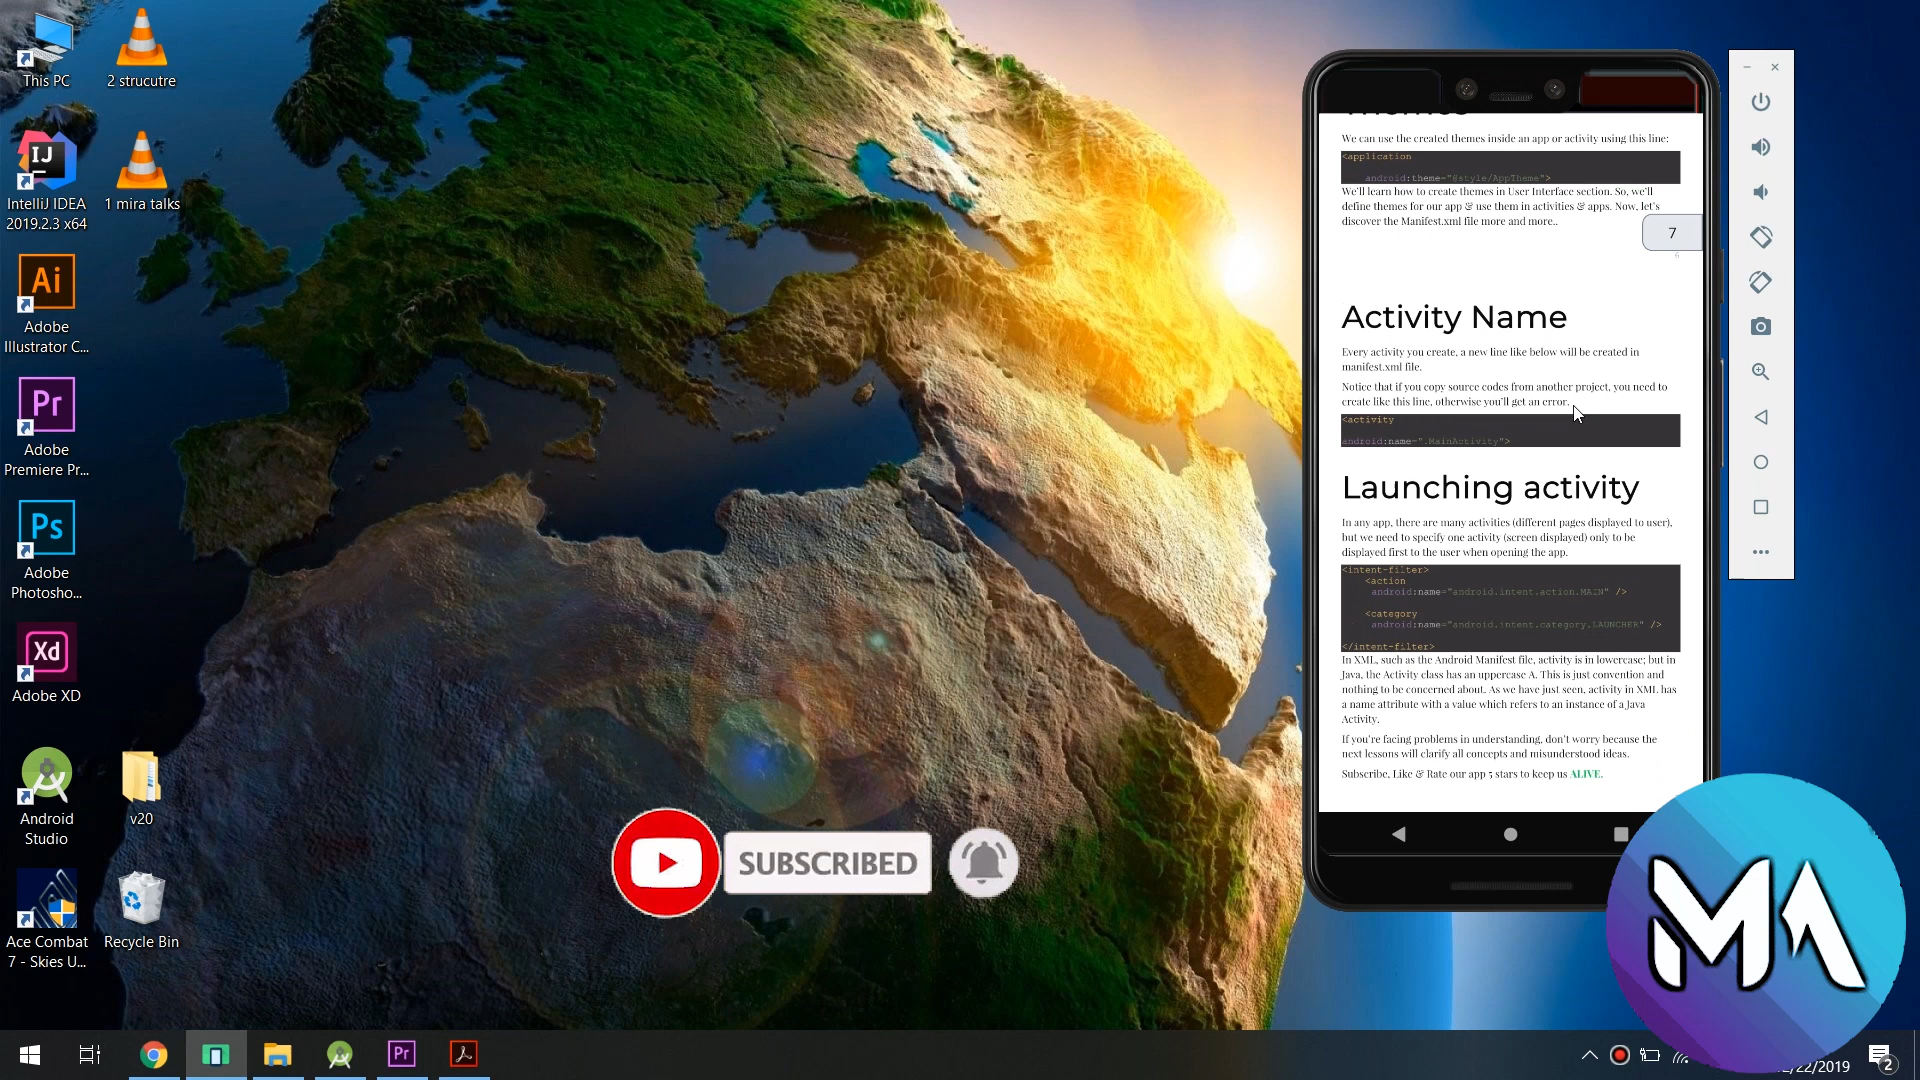 This PC
2 strucutre
IntelliJ IDEA
2019.2.3 x64
1 mira talks
Ai
Adobe
Illustrator C...
Pr
Adobe
Premiere Pr...
Ps
Adobe
Photosho...
Xd
Adobe XD
Android
Studio
v20
Ace Combat
7 - Skies U...
Recycle Bin
SUBSCRIBED
We can use the created themes inside an app or activity using this line:
<application
android:theme="@style/AppTheme">
We'll learn how to create themes in User Interface section. So, we'll
define themes for our app & use them in activities & apps. Now, let's
discover the Manifest.xml file more and more..
7
6
Activity Name
Every activity you create, a new line like below will be created in
manifest.xml file.
Notice that if you copy source codes from another project, you need to
create like this line, otherwise you'll get an error.
<activity
android:name=".MainActivity">
Launching activity
In any app, there are many activities (different pages displayed to user),
but we need to specify one activity (screen displayed) only to be
displayed first to the user when opening the app.
<intent-filter>
<action
android:name="android.intent.action.MAIN" />
<category
android:name="android.intent.category.LAUNCHER" />
</intent-filter>
In XML, such as the Android Manifest file, activity is in lowercase; but in
Java, the Activity class has an uppercase A. This is just convention and
nothing to be concerned about. As we have just seen, activity in XML has
a name attribute with a value which refers to an instance of a Java
Activity.
If you're facing problems in understanding, don't worry because the
next lessons will clarify all concepts and misunderstood ideas.
Subscribe, Like & Rate our app 5 stars to keep us ALIVE.
MA
Pr
/22/2019
2